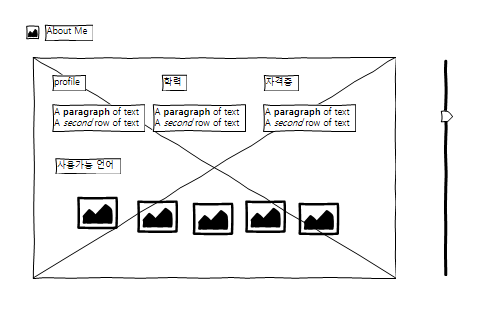 About Me
profile
학력
자격증
A paragraph of text
A second row of text
A paragraph of text
A second row of text
A paragraph of text
A second row of text
사용가능 언어